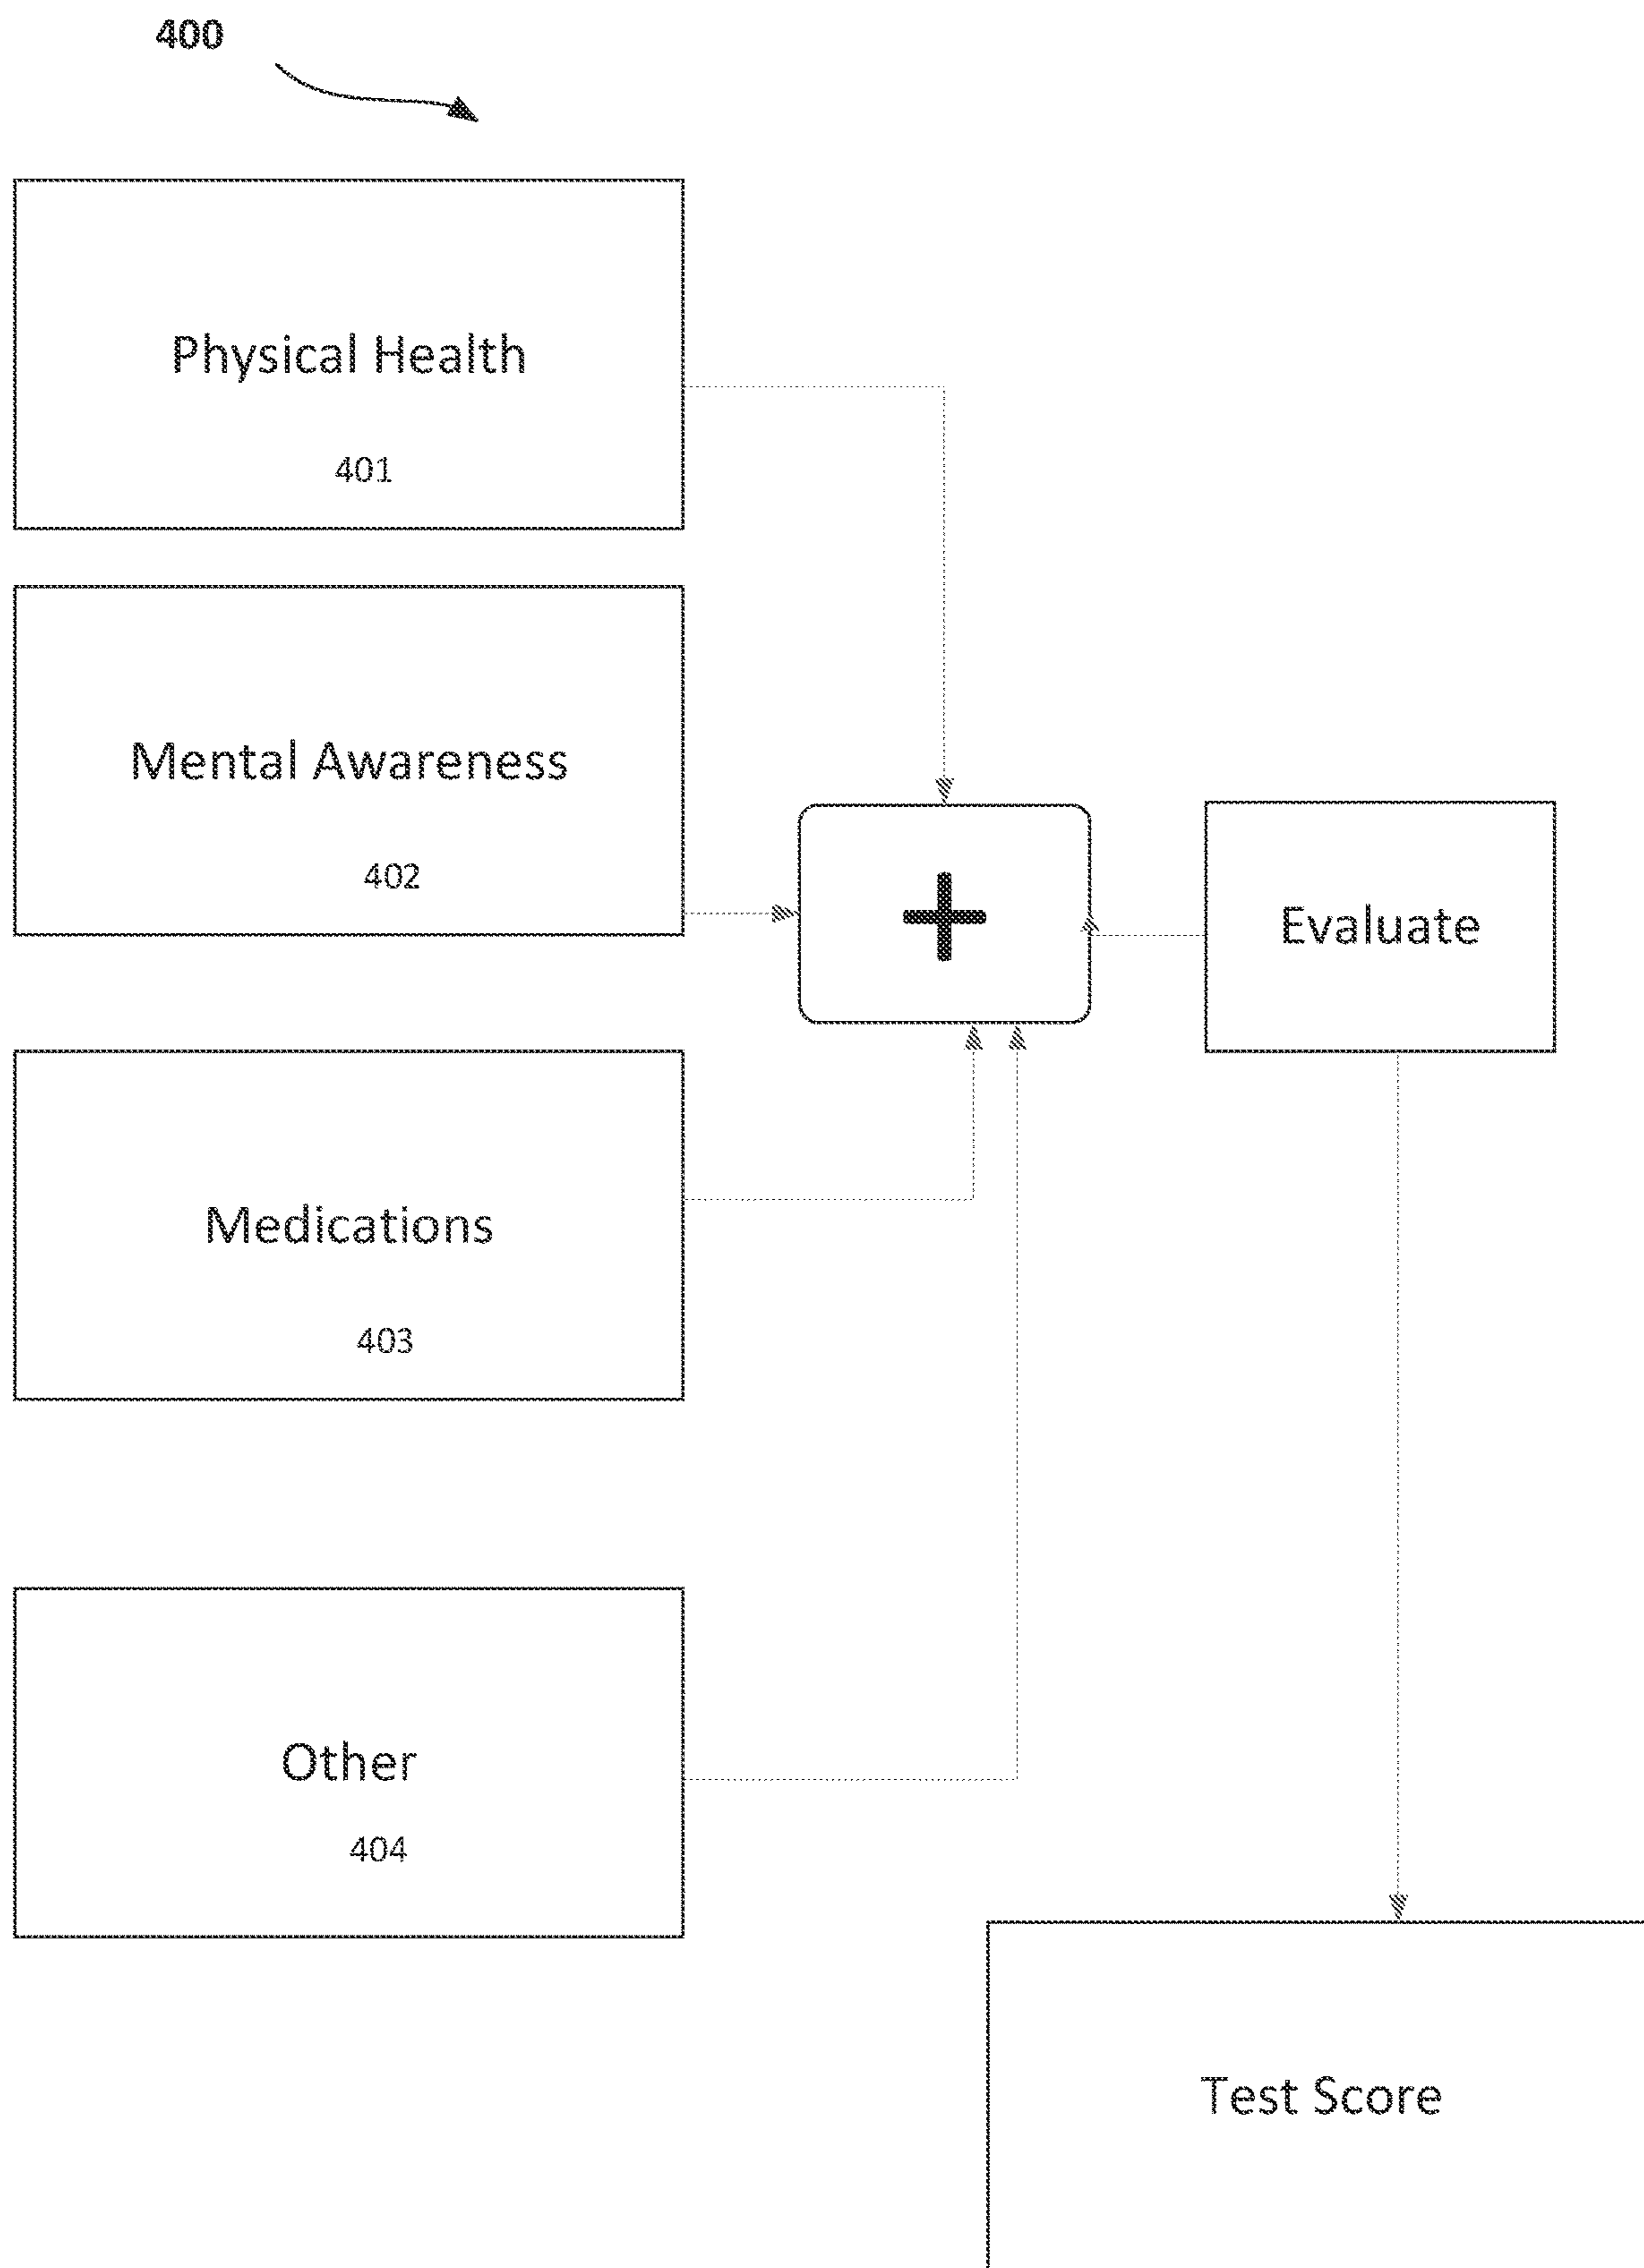 400
Physical Health
401
Mental Awareness
402
+
Evaluate
Medications
403
Other
404
Test Score